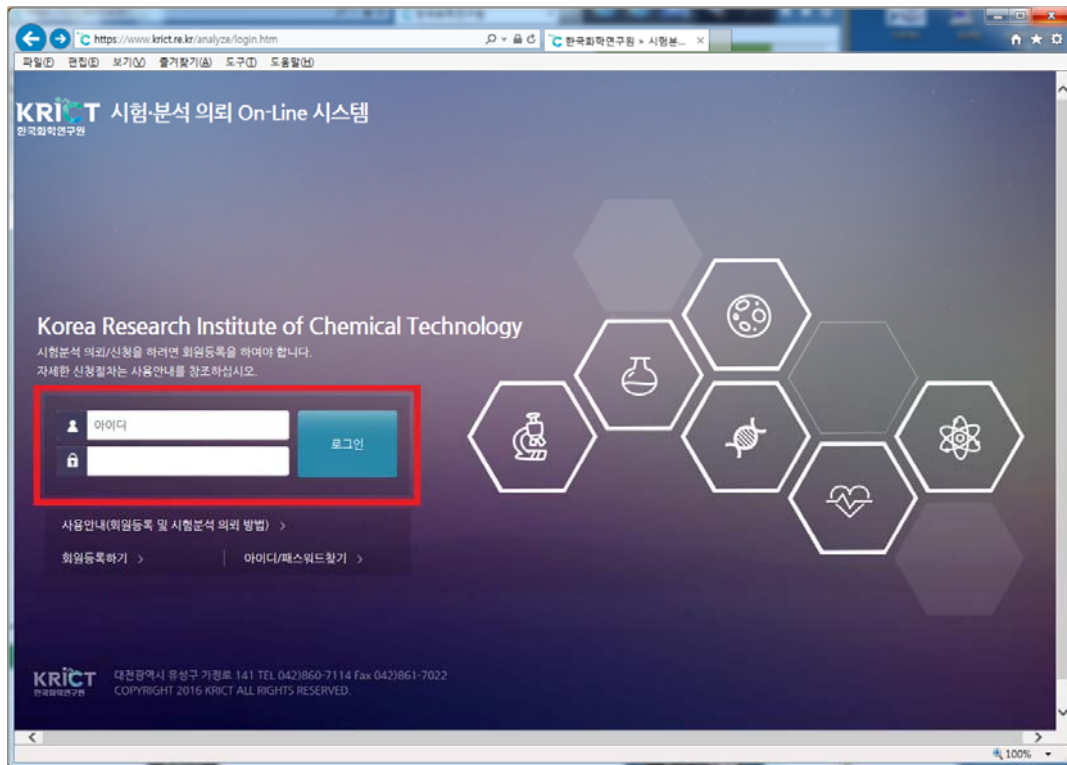 https://www.krict.re.kr/analyze/login.htm
한국화학연구원 > 시험분...
파일(F) 편집(E) 보기(V) 즐겨찾기(A) 도구(T) 도움말(H)
KRICT 시험·분석 의뢰 On-Line 시스템
한국화학연구원
Korea Research Institute of Chemical Technology
시험분석 의뢰/신청을 하려면 회원등록을 하여야 합니다.
자세한 신청절차는 사용안내를 참조하십시오.
아이디
로그인
사용안내(회원등록 및 시험분석 의뢰 방법) >
회원등록하기 > 아이디/패스워드찾기 >
KRICT
한국화학연구원
대전광역시 유성구 가정로 141 TEL 042)860-7114 Fax 042)861-7022
COPYRIGHT 2016 KRICT ALL RIGHTS RESERVED.
100%